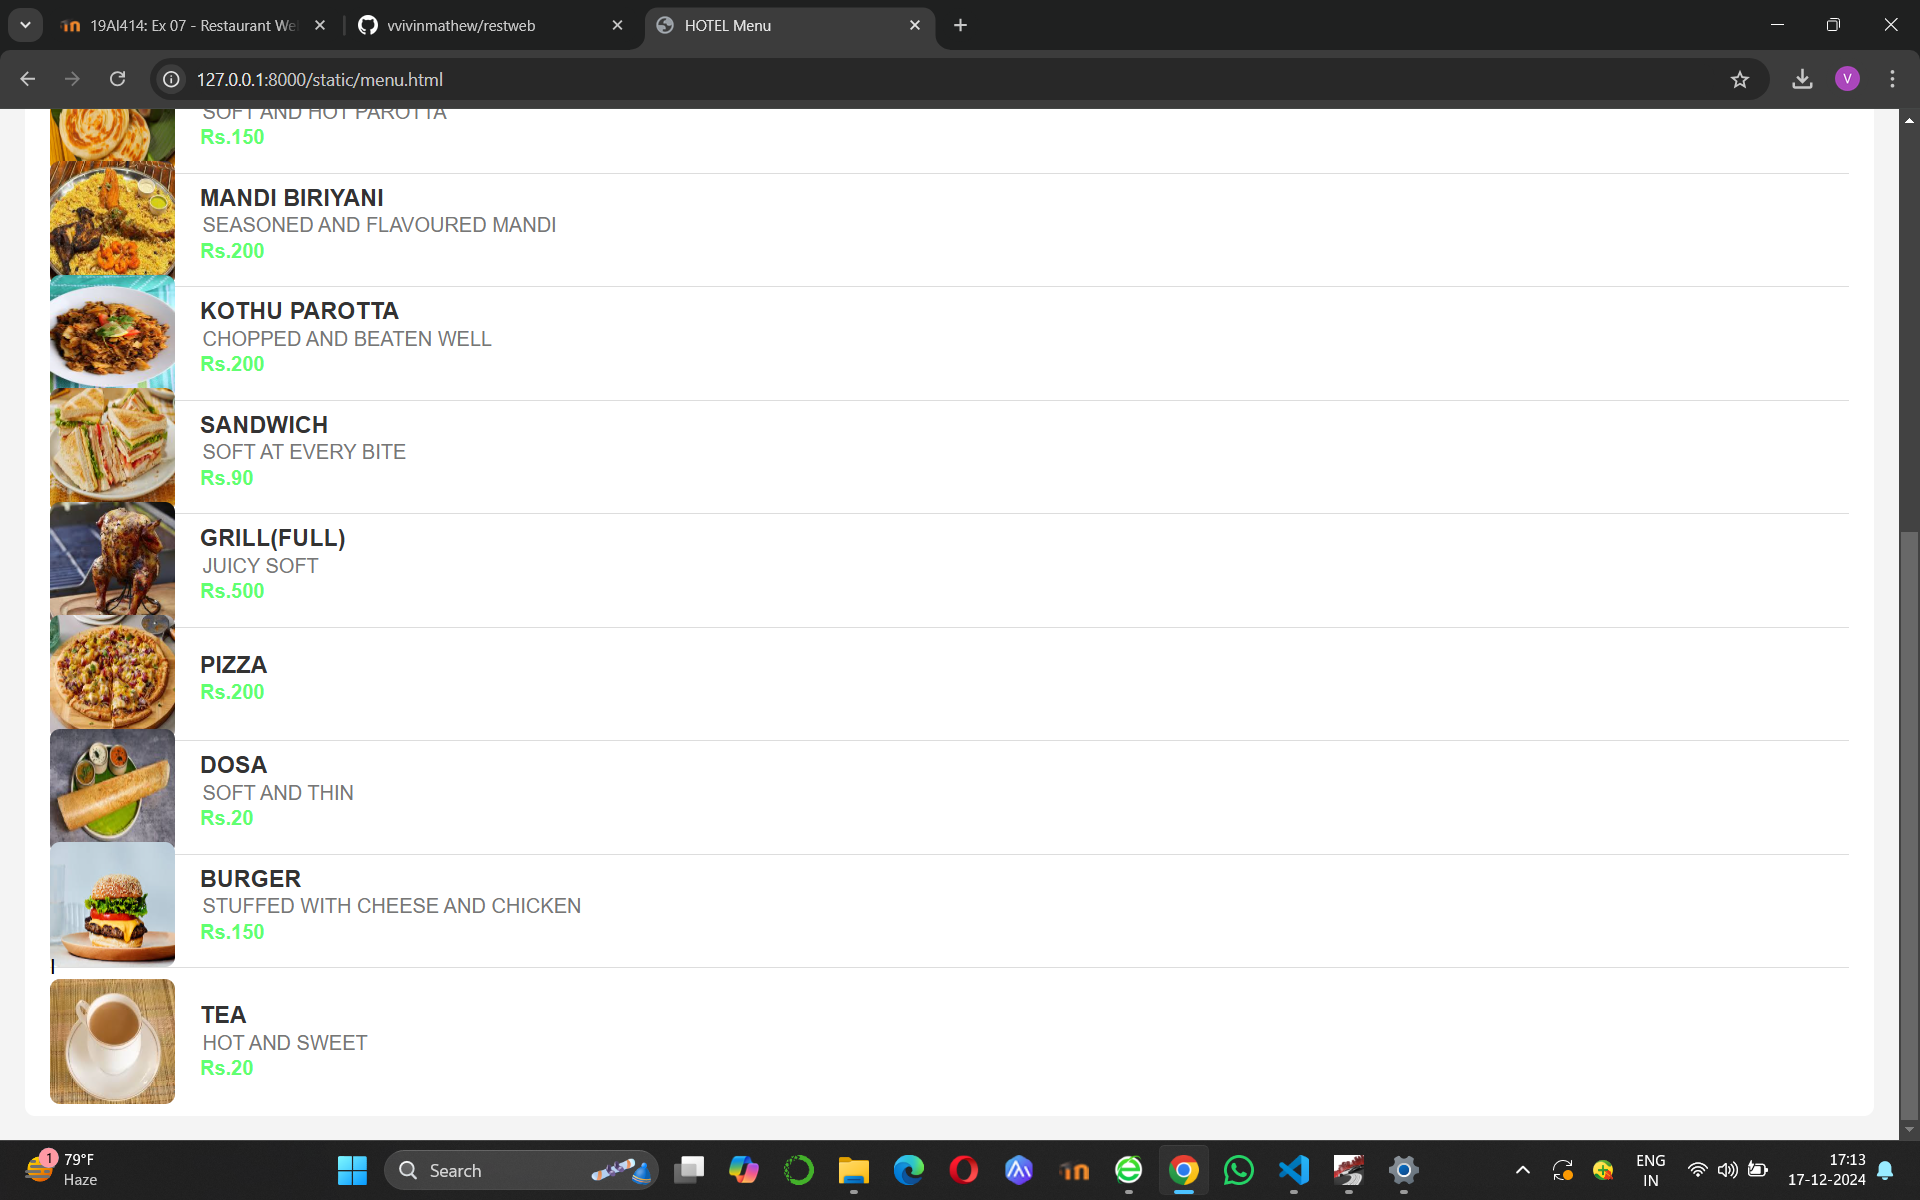 19AI414: Ex 07 - Restaurant We
vvivinmathew/restweb
HOTEL Menu
127.0.0.1:8000/static/menu.html
V
SOFT AND HOT PAROTTA
Rs.150
MANDI BIRIYANI
SEASONED AND FLAVOURED MANDI
Rs.200
KOTHU PAROTTA
CHOPPED AND BEATEN WELL
Rs.200
SANDWICH
SOFT AT EVERY BITE
Rs.90
GRILL(FULL)
JUICY SOFT
Rs.500
PIZZA
Rs.200
DOSA
SOFT AND THIN
Rs.20
BURGER
STUFFED WITH CHEESE AND CHICKEN
Rs.150
l
TEA
HOT AND SWEET
Rs.20
1
79°F
Haze
Search
ENG
IN
17:13
17-12-2024